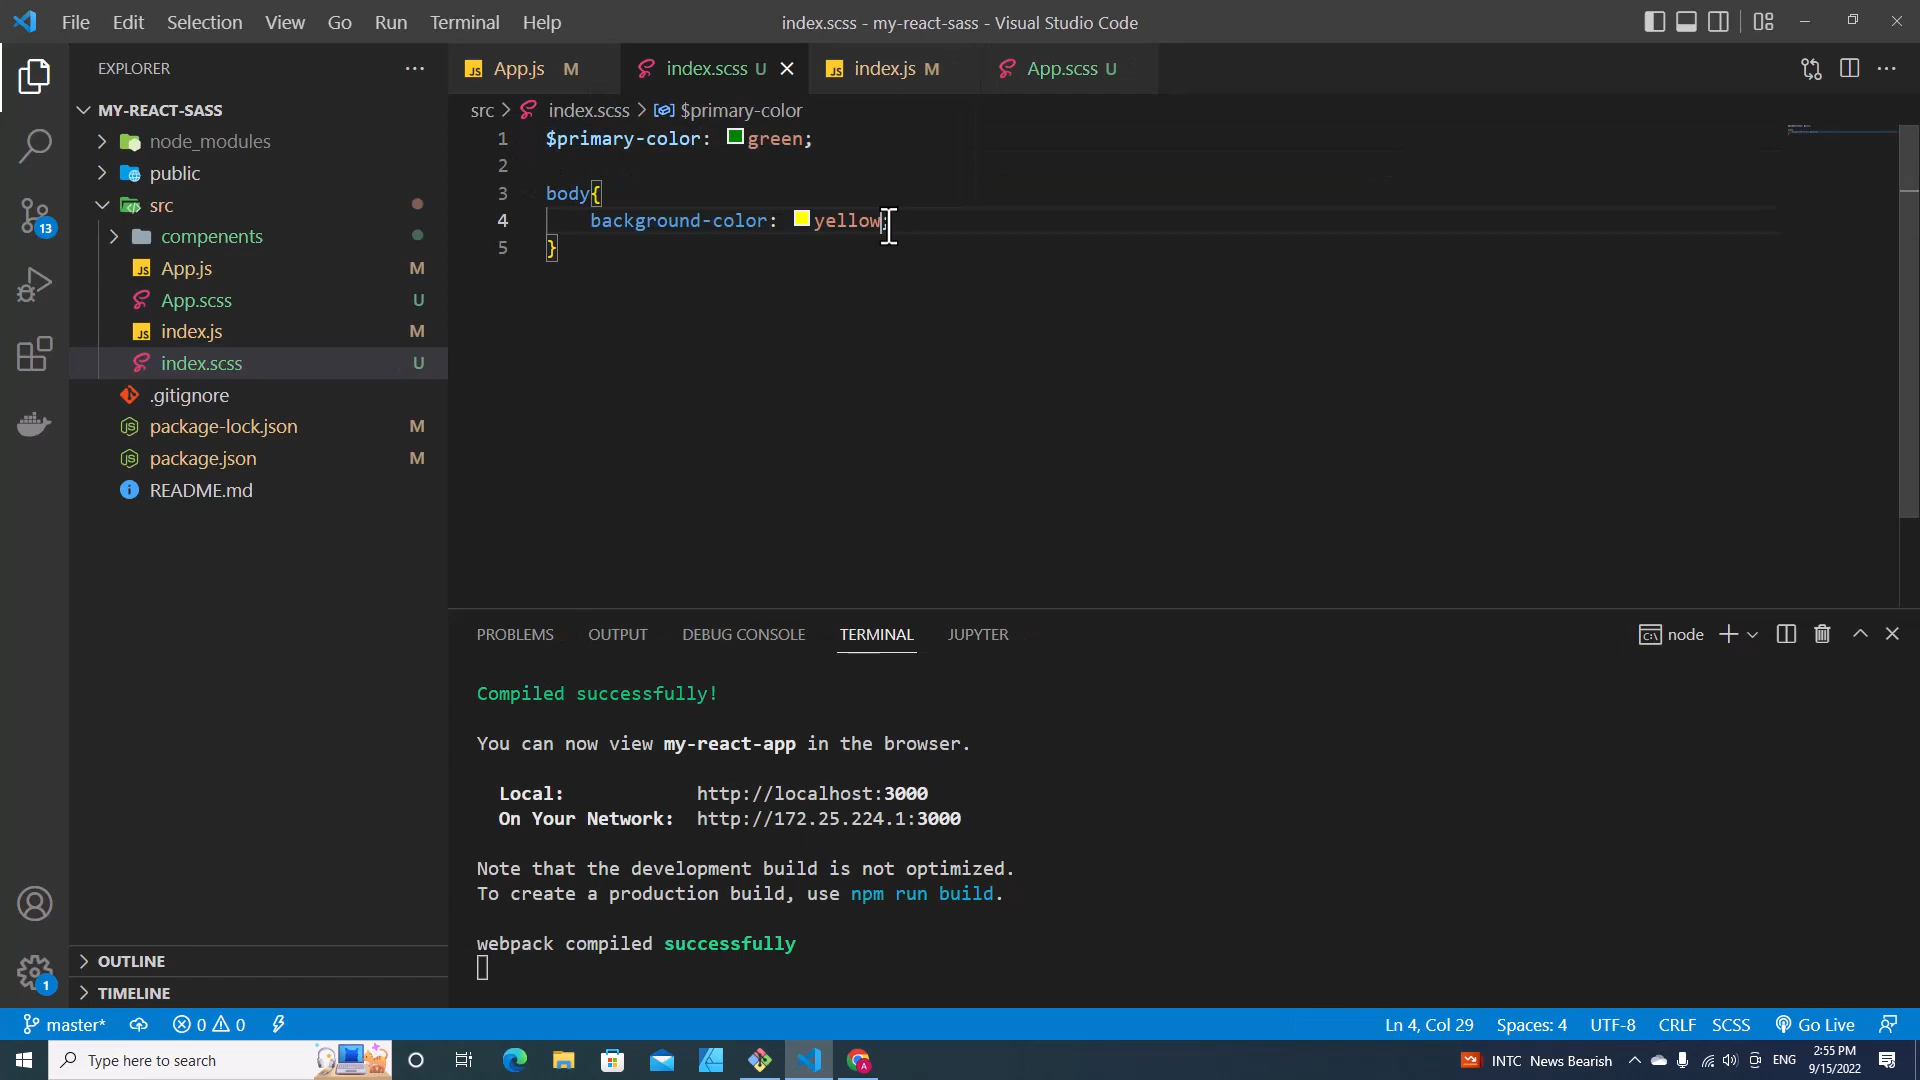 File Edit Selection View Go Run Terminal Help
index.scss - my-react-sass - Visual Studio Code
EXPLORER
MY-REACT-SASS
node_modules
public
src
compenents
App.js M
App.scss U
index.js M
index.scss U
.gitignore
package-lock.json M
package.json M
README.md
OUTLINE
TIMELINE
13
1
App.js M index.scss U index.js M App.scss U
src > index.scss > $primary-color
1 $primary-color: green;
2
3 body{
4 background-color: yellow;
5 }
PROBLEMS OUTPUT DEBUG CONSOLE TERMINAL JUPYTER
node
Compiled successfully!
You can now view my-react-app in the browser.
Local: http://localhost:3000
On Your Network: http://172.25.224.1:3000
Note that the development build is not optimized.
To create a production build, use npm run build.
webpack compiled successfully
master* 0 0
Ln 4, Col 29 Spaces: 4 UTF-8 CRLF SCSS Go Live
Type here to search
INTC News Bearish
ENG
2:55 PM
9/15/2022